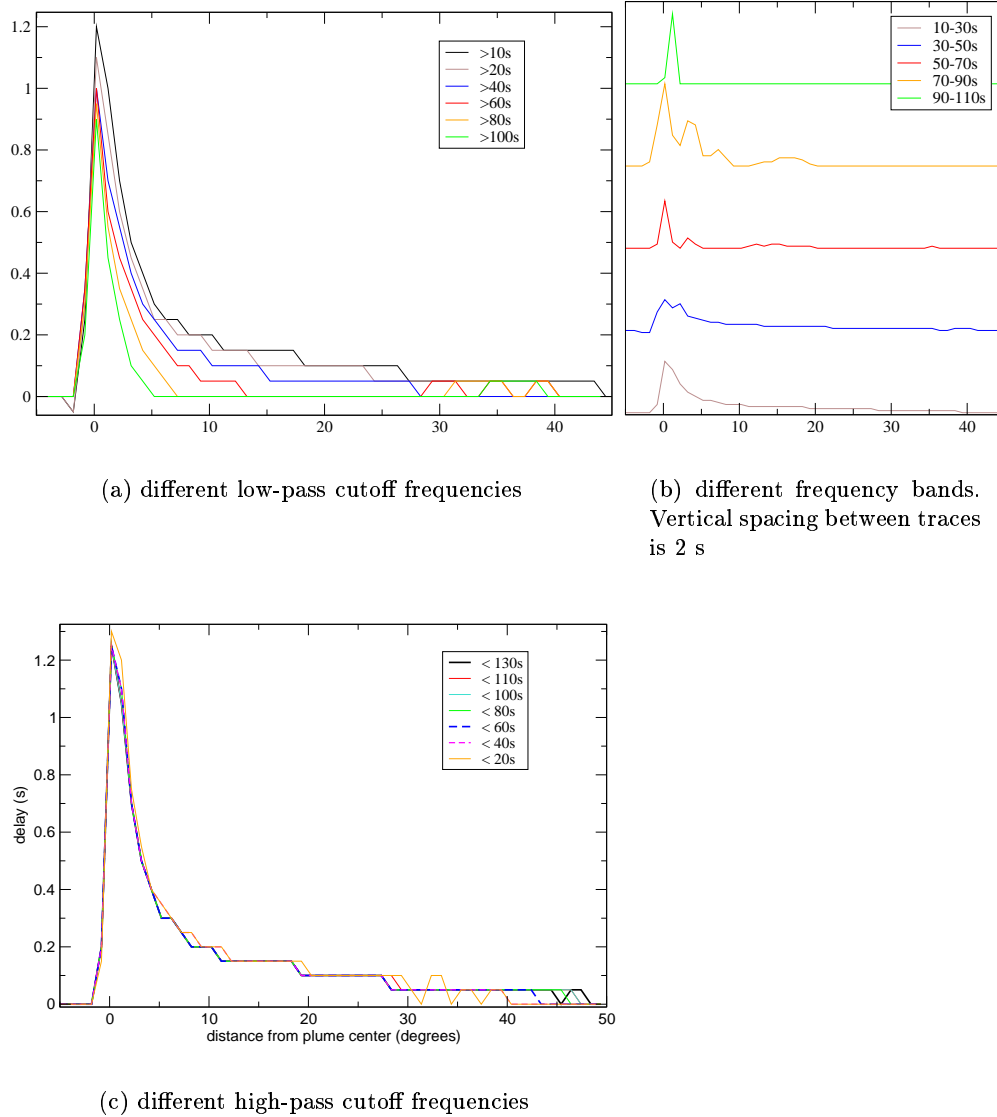 1.2
1
0.8
0.6
0.4
0.2
0
0
10
20
30
40
>10s
>20s
>40s
>60s
>80s
>100s
(a) different low-pass cutoff frequencies
10-30s
30-50s
50-70s
70-90s
90-110s
0
10
20
30
40
(b) different frequency bands.
Vertical spacing between traces
is 2 s
delay (s)
1.2
1
0.8
0.6
0.4
0.2
0
< 130s
< 110s
< 100s
< 80s
< 60s
< 40s
< 20s
0
10
20
30
40
50
distance from plume center (degrees)
(c) different high-pass cutoff frequencies